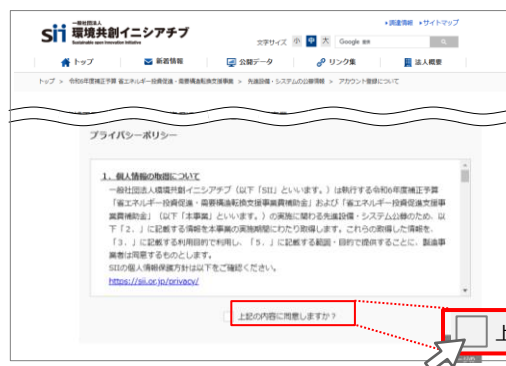 sii 一般社団法人
環境共創イニシアチブ
Sustainable open Innovation Initiative
調達情報 サイトマップ
文字サイズ 小 中 大 Google 提供
トップ 新着情報 公開データ リンク集 法人概要
トップ > 令和6年度補正予算 省エネルギー投資促進・需要構造転換支援事業 > 先進設備・システムの公募情報 > アカウント登録について
プライバシーポリシー
1. 個人情報の取扱について
一般社団法人環境共創イニシアチブ（以下「SII」といいます。）は執行する令和6年度補正予算
「省エネルギー投資促進・需要構造転換支援事業費補助金」および「省エネルギー投資促進支援事
業費補助金」（以下「本事業」といいます。）の実施に関わる先進設備・システム公募のため、以
下「2．」に記載する情報を本事業の実施期間にわたり取得します。これらの取得した情報を、
「3．」に記載する利用目的で利用し、「5．」に記載する範囲・目的で提供することに、製造事
業者は同意するものとします。
SIIの個人情報保護方針は以下をご確認ください。
https://sii.or.jp/privacy/
上記の内容に同意しますか？
上